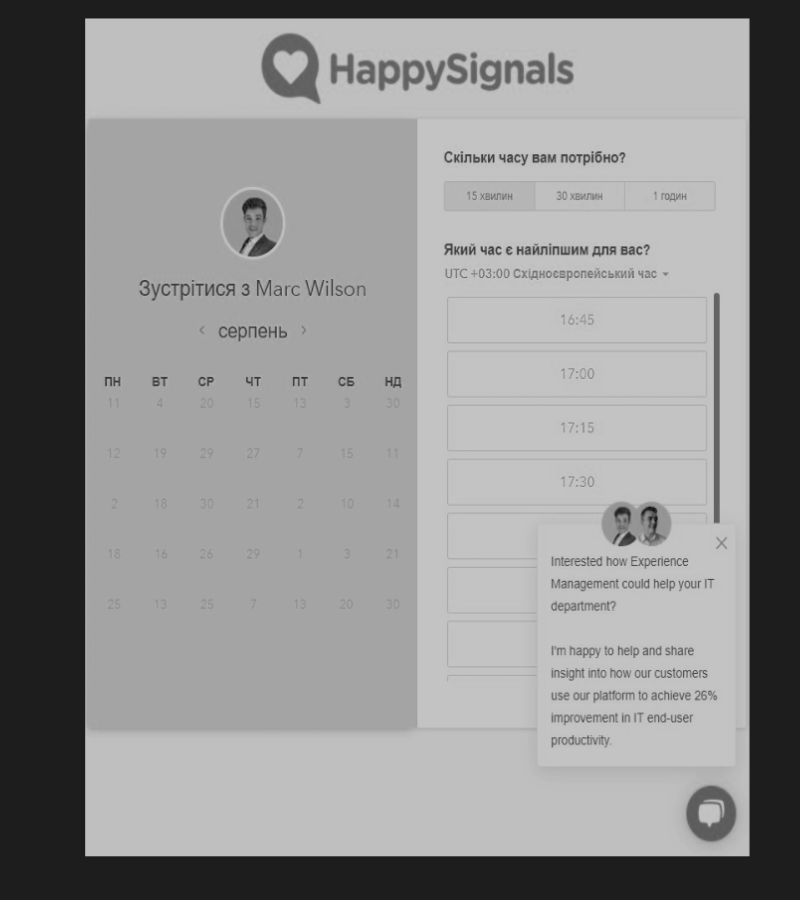 HappySignals
Зустрітися з Marc Wilson
‹ серпень ›
ПН ВТ СР ЧТ ПТ СБ НД
11 4 20 15 13 3 30
12 19 29 27 7 15 11
2 18 30 21 2 10 14
18 16 26 29 1 3 21
25 13 25 7 13 20 30
Скільки часу вам потрібно?
15 хвилин 30 хвилин 1 годин
Який час є найліпшим для вас?
UTC +03:00 Східноєвропейський час
16:45
17:00
17:15
17:30
Interested how Experience
Management could help your IT
department?
I'm happy to help and share
insight into how our customers
use our platform to achieve 26%
improvement in IT end-user
productivity.